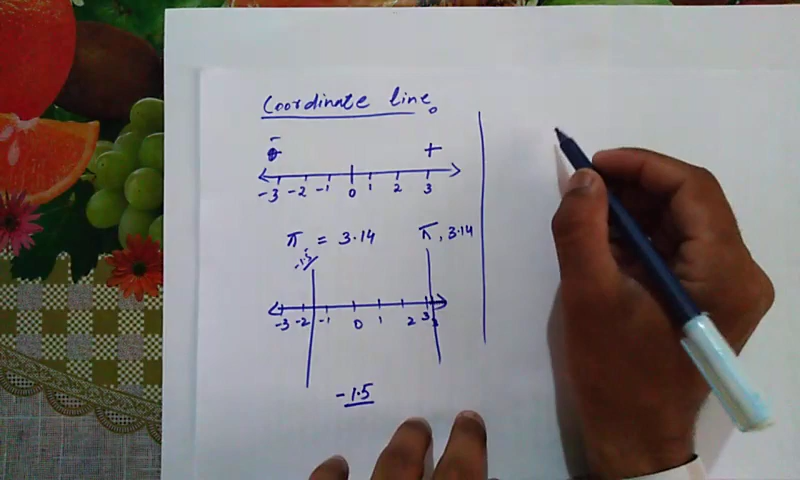 Coordinate line
- +
-3 -2 -1 0 1 2 3
π = 3.14 π, 3.14
-3 -2 -1 0 1 2 3
-1.5